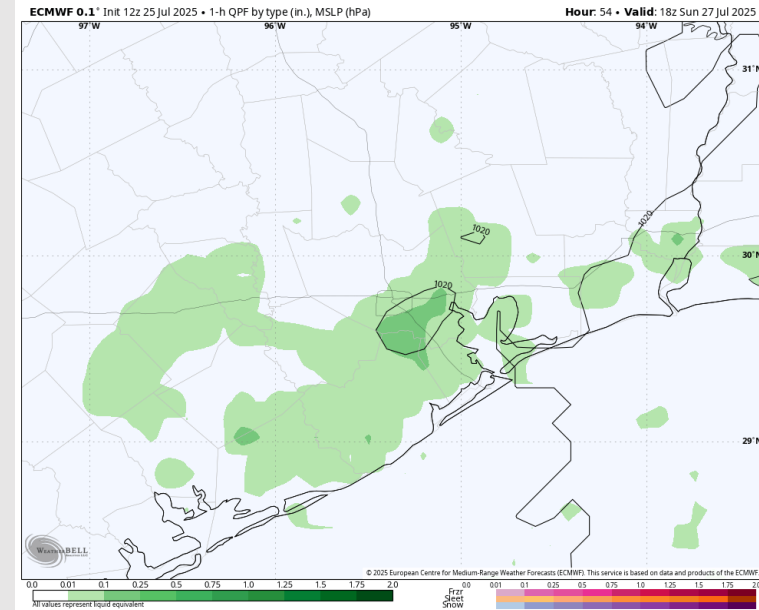 ECMWF 0.1° Init 12z 25 Jul 2025 • 1-h QPF by type (in.), MSLP (hPa)
Hour: 54 • Valid: 18z Sun 27 Jul 2025
97°W 96°W 95°W 94°W
31°N
1020
1020
30°N
1020
29°N
WEATHERBELL
© 2025 European Centre for Medium-Range Weather Forecasts (ECMWF). This service is based on data and products of the ECMWF.
0.0 0.01 0.1 0.25 0.5 0.75 1.0 1.25 1.5 1.75 2.0
0.0 0.01 0.1 0.25 0.5 0.75 1.0 1.25 1.5 1.75 2.0
All values represent liquid equivalent
Frzr
Sleet
Snow